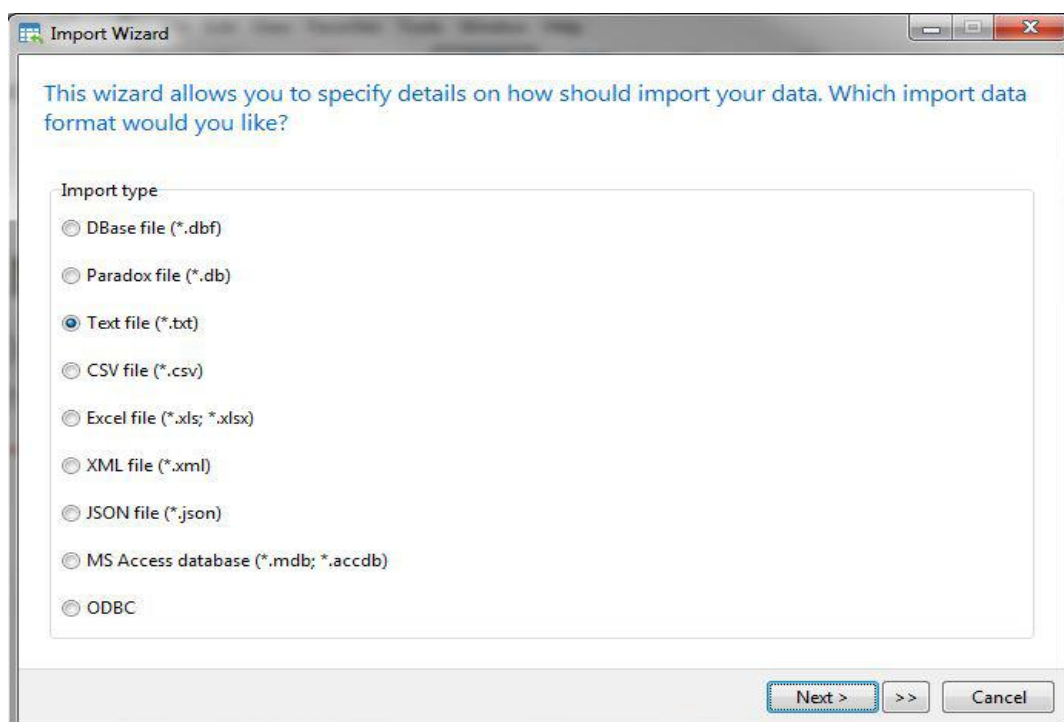 Import Wizard
This wizard allows you to specify details on how should import your data. Which import data
format would you like?
Import type
DBase file (*.dbf)
Paradox file (*.db)
Text file (*.txt)
CSV file (*.csv)
Excel file (*.xls; *.xlsx)
XML file (*.xml)
JSON file (*.json)
MS Access database (*.mdb; *.accdb)
ODBC
Next > >> Cancel